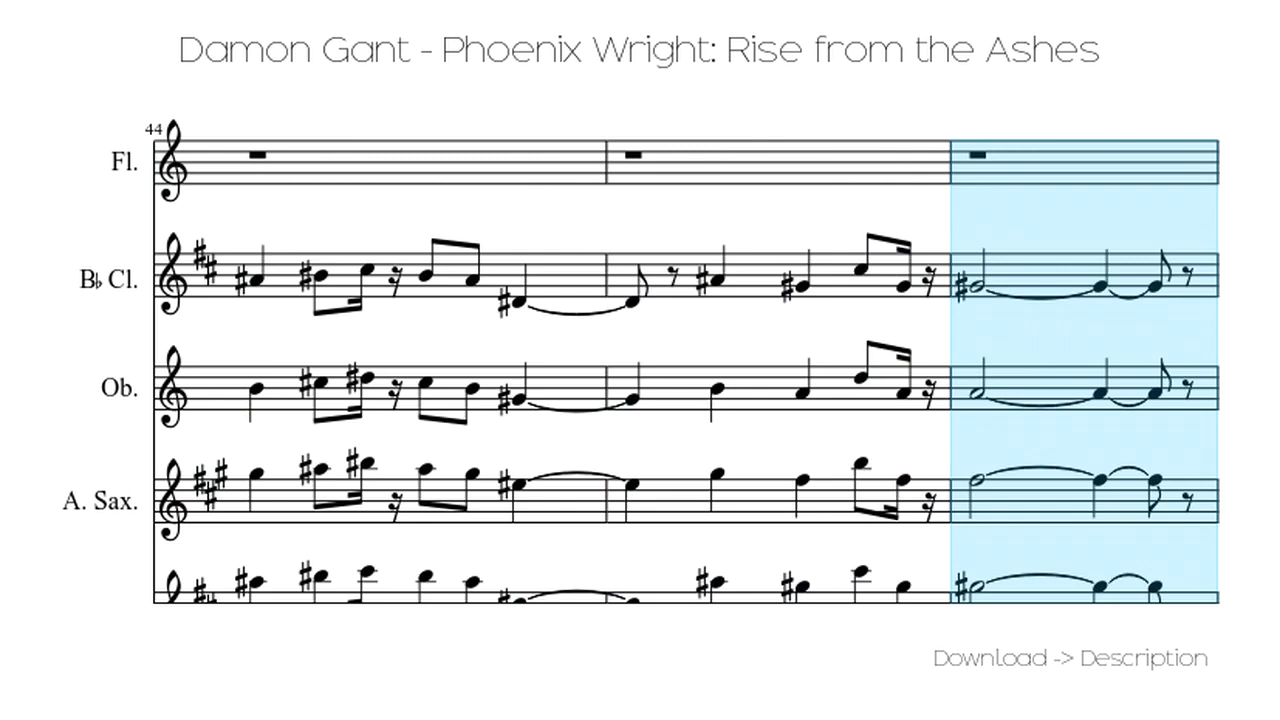 Damon Gant - Phoenix Wright: Rise from the Ashes
44
Fl.
B♭ Cl.
Ob.
A. Sax.
Download -> Description